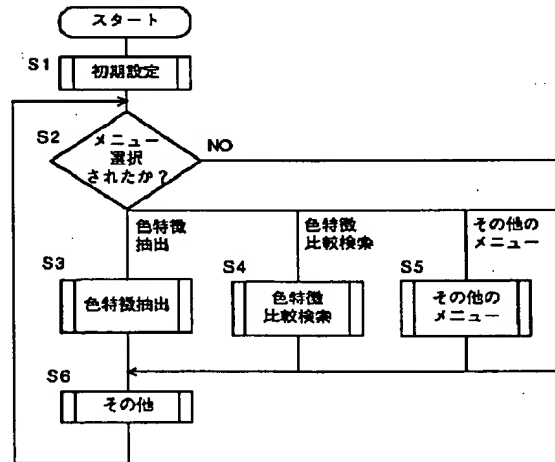 スタート
S1
初期設定
S2
メニュー
選択
されたか？
NO
色特徴
抽出
色特徴
比較検索
その他の
メニュー
S3
色特徴抽出
S4
色特徴
比較検索
S5
その他の
メニュー
S6
その他